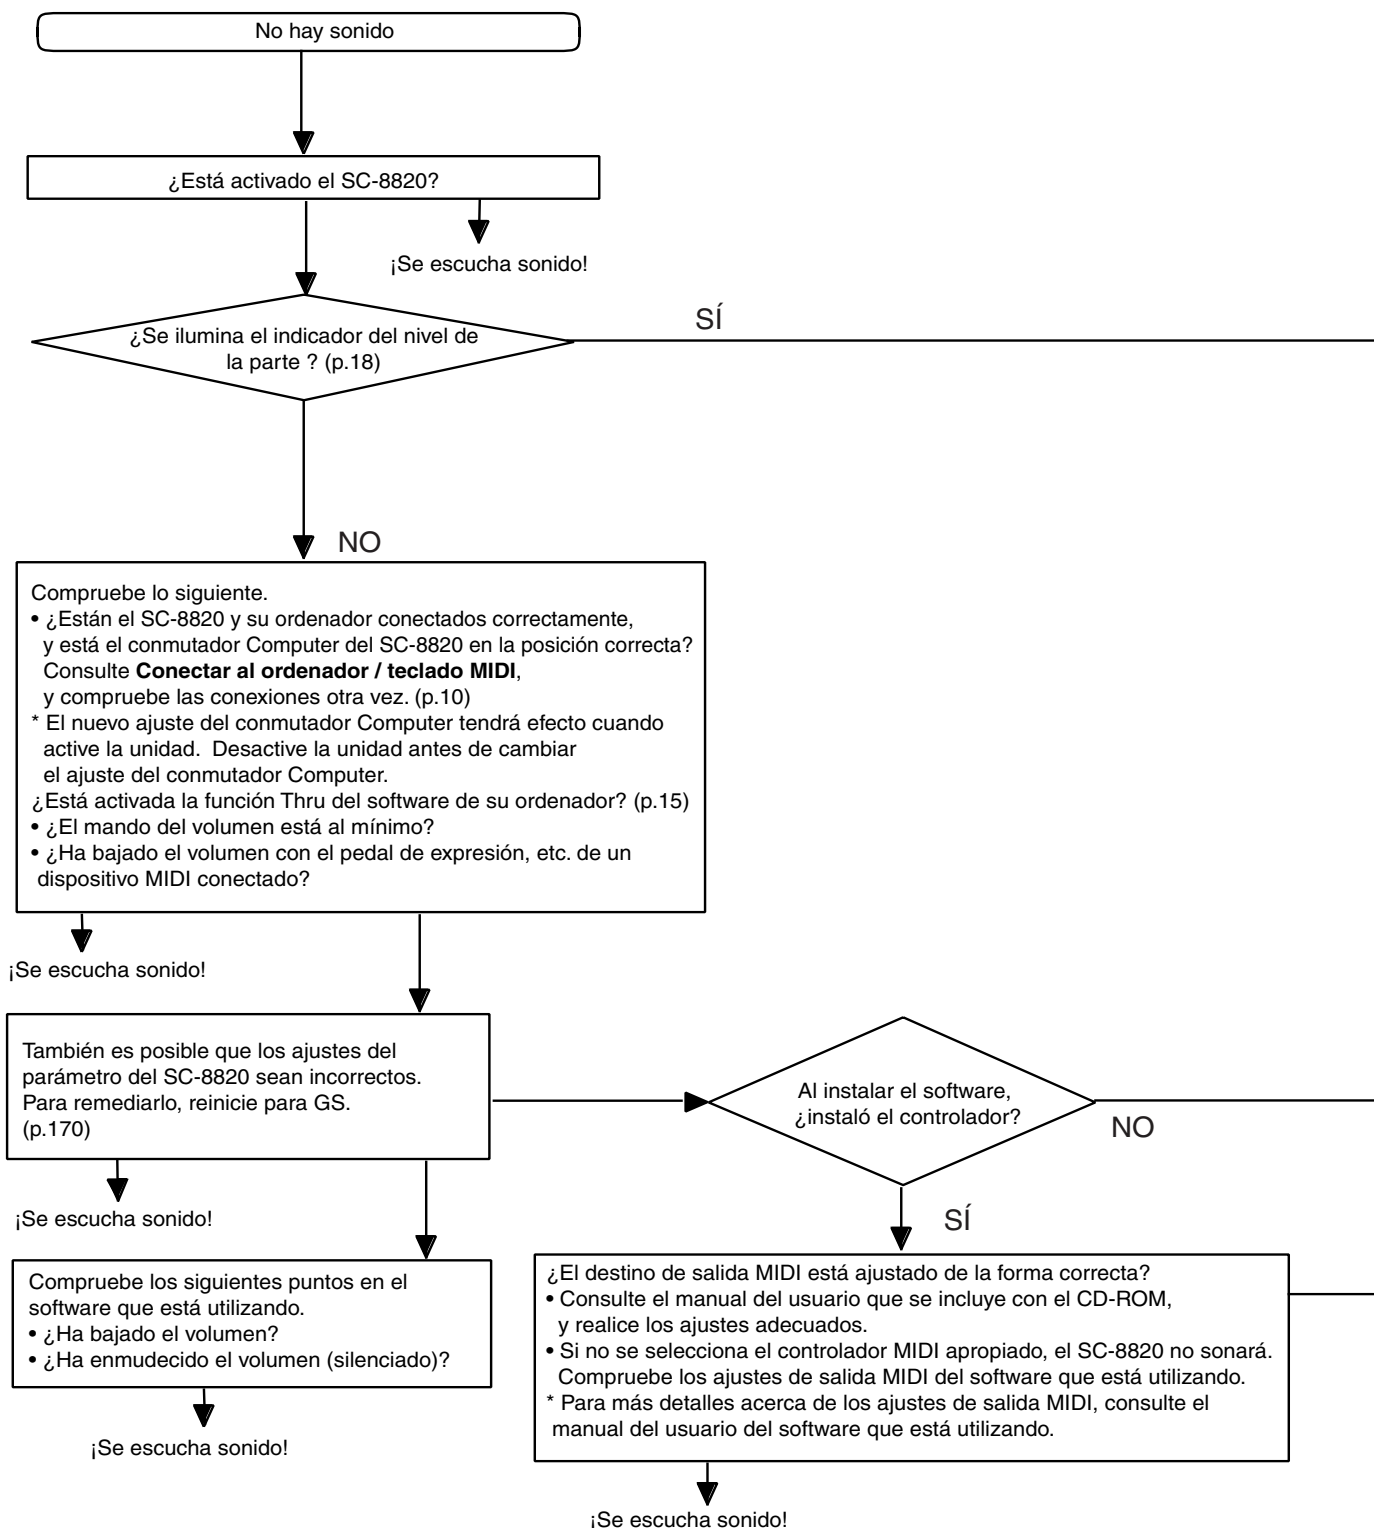 No hay sonido
¿Está activado el SC-8820?
¡Se escucha sonido!
SÍ
¿Se ilumina el indicador del nivel de
la parte ? (p.18)
NO
Compruebe lo siguiente.
• ¿Están el SC-8820 y su ordenador conectados correctamente,
y está el conmutador Computer del SC-8820 en la posición correcta?
Consulte Conectar al ordenador / teclado MIDI,
y compruebe las conexiones otra vez. (p.10)
* El nuevo ajuste del conmutador Computer tendrá efecto cuando
active la unidad.  Desactive la unidad antes de cambiar
el ajuste del conmutador Computer.
¿Está activada la función Thru del software de su ordenador? (p.15)
• ¿El mando del volumen está al mínimo?
• ¿Ha bajado el volumen con el pedal de expresión, etc. de un
dispositivo MIDI conectado?
¡Se escucha sonido!
También es posible que los ajustes del
parámetro del SC-8820 sean incorrectos.
Para remediarlo, reinicie para GS.
(p.170)
Al instalar el software,
¿instaló el controlador?
NO
¡Se escucha sonido!
SÍ
Compruebe los siguientes puntos en el
software que está utilizando.
• ¿Ha bajado el volumen?
• ¿Ha enmudecido el volumen (silenciado)?
¡Se escucha sonido!
¿El destino de salida MIDI está ajustado de la forma correcta?
• Consulte el manual del usuario que se incluye con el CD-ROM,
y realice los ajustes adecuados.
• Si no se selecciona el controlador MIDI apropiado, el SC-8820 no sonará.
Compruebe los ajustes de salida MIDI del software que está utilizando.
* Para más detalles acerca de los ajustes de salida MIDI, consulte el
manual del usuario del software que está utilizando.
¡Se escucha sonido!